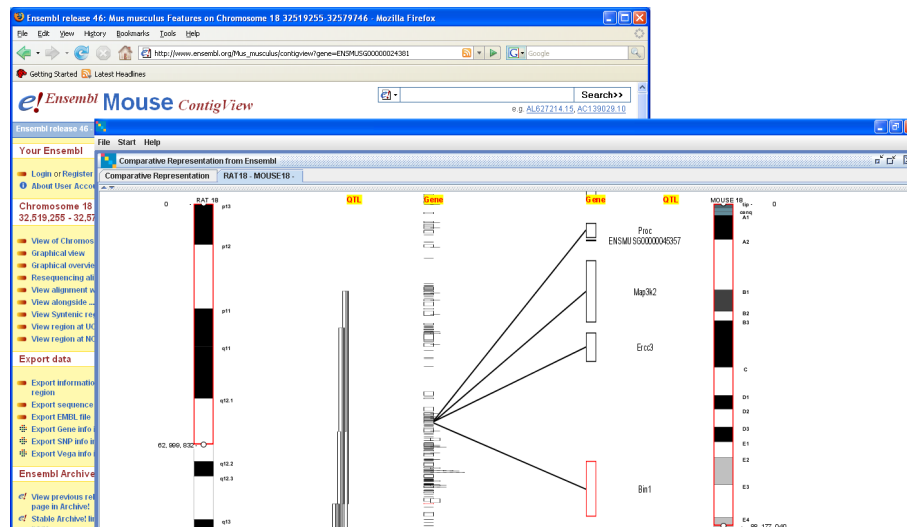 Ensembl release 46: Mus musculus Features on Chromosome 18 32519255-32579746 - Mozilla Firefox
File Edit View History Bookmarks Tools Help
http://www.ensembl.org/Mus_musculus/contigview?gene=ENSMUSG00000024381
G Google
Getting Started Latest Headlines
e! Ensembl Mouse ContigView
Search>>
e.g. AL627214.15, AC139029.10
Ensembl release 46 -
File Start Help
Your Ensembl
Comparative Representation from Ensembl
Login or Register
Comparative Representation RAT18 - MOUSE18 -
About User Accou
Chromosome 18
32,519,255 - 32,57
0 RAT 18 QTL Gene Gene QTL MOUSE 18 0
p13
tip
A1
Proc
ENSMUSG00000045357
p12
A2
View of Chromos
Graphical view
Graphical overvie
Resequencing ali
View alignment w
View alongside ...
View Syntenic re
View region at UC
View region at NC
Map3k2
B1
p11
B2
B3
Export data
q11
Ercc3
C
Export informatio
region
Export sequence
Export EMBL file
Export Gene info i
Export SNP info in
Export Vega info i
q12.1
D1
D2
D3
62,999,832
E1
Ensembl Archive
q12.2
E2
q12.3
Bin1
E3
View previous rel
page in Archive!
Stable Archive! lin
q13
E4